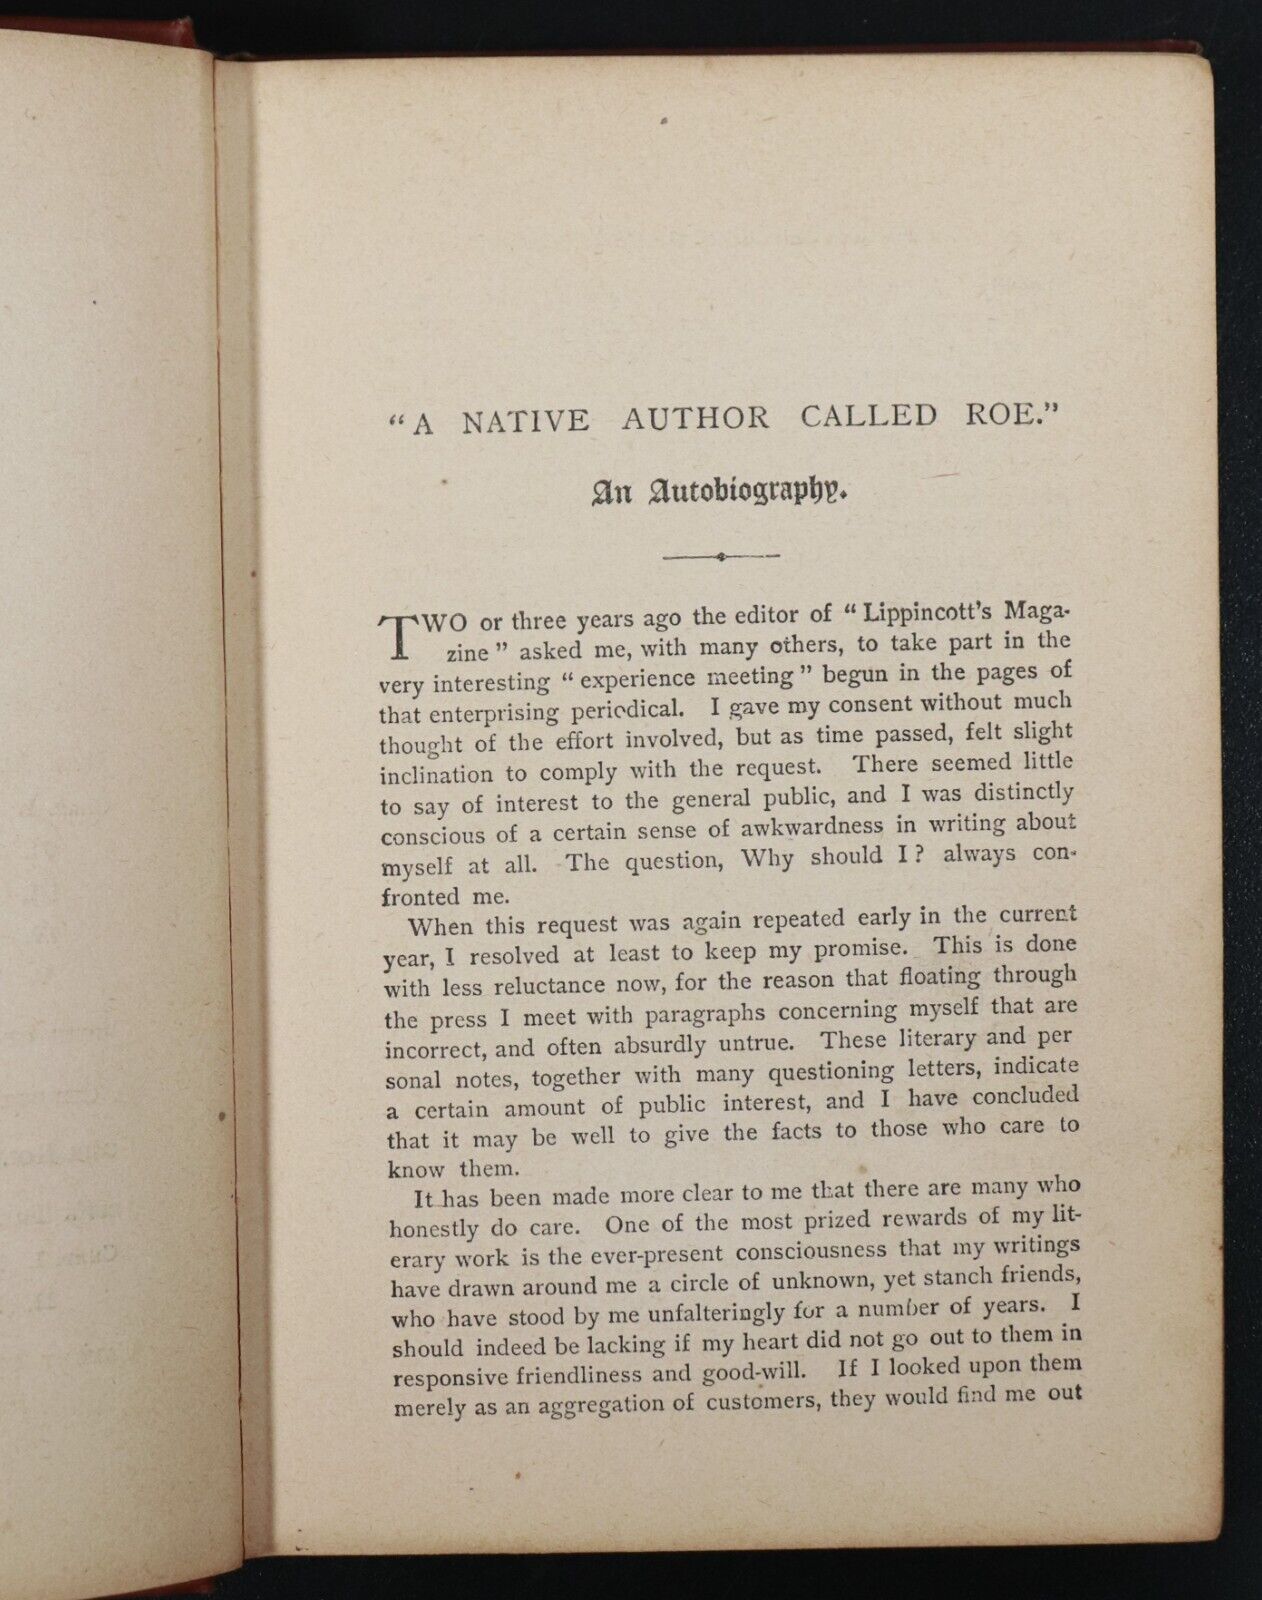 "A NATIVE AUTHOR CALLED ROE."
An Autobiography.
TWO or three years ago the editor of "Lippincott's Maga-
zine" asked me, with many others, to take part in the
very interesting "experience meeting" begun in the pages of
that enterprising periodical. I gave my consent without much
thought of the effort involved, but as time passed, felt slight
inclination to comply with the request. There seemed little
to say of interest to the general public, and I was distinctly
conscious of a certain sense of awkwardness in writing about
myself at all. The question, Why should I? always con-
fronted me.
When this request was again repeated early in the current
year, I resolved at least to keep my promise. This is done
with less reluctance now, for the reason that floating through
the press I meet with paragraphs concerning myself that are
incorrect, and often absurdly untrue. These literary and per
sonal notes, together with many questioning letters, indicate
a certain amount of public interest, and I have concluded
that it may be well to give the facts to those who care to
know them.
It has been made more clear to me that there are many who
honestly do care. One of the most prized rewards of my lit-
erary work is the ever-present consciousness that my writings
have drawn around me a circle of unknown, yet stanch friends,
who have stood by me unfalteringly for a number of years. I
should indeed be lacking if my heart did not go out to them in
responsive friendliness and good-will. If I looked upon them
merely as an aggregation of customers, they would find me out